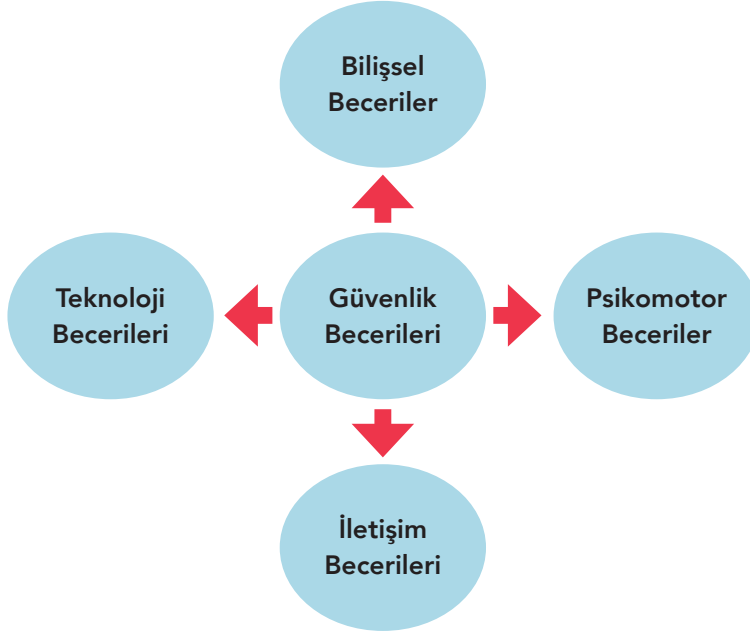 Bilişsel
Beceriler
Teknoloji
Becerileri
Güvenlik
Becerileri
Psikomotor
Beceriler
İletişim
Becerileri